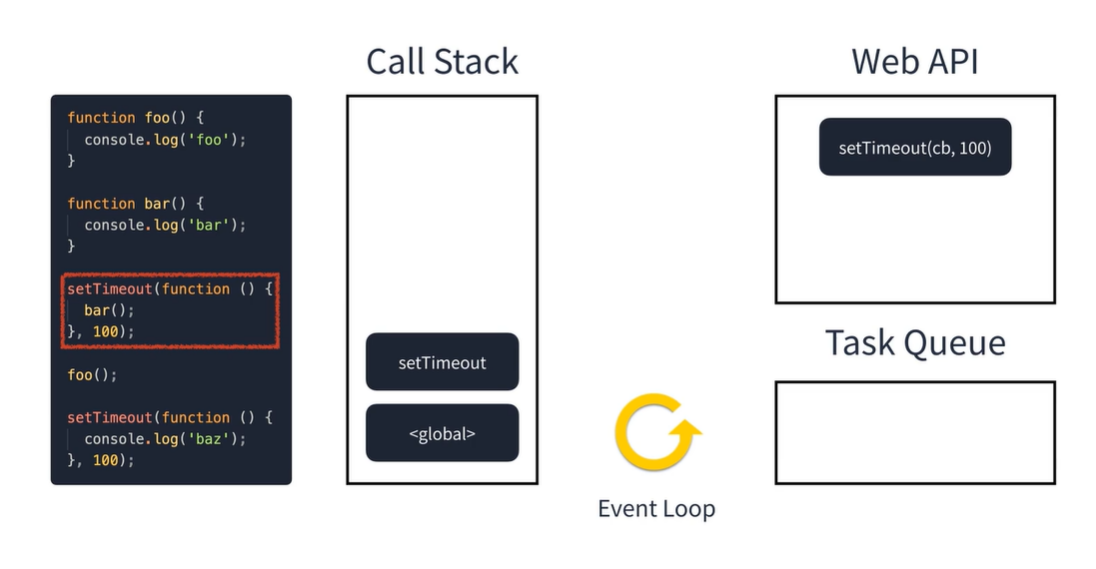 Call Stack
Web API
function foo() {
  console.log('foo');
}
function bar() {
  console.log('bar');
}
setTimeout(function () {
  bar();
}, 100);
foo();
setTimeout(function () {
  console.log('baz');
}, 100);
setTimeout
<global>
setTimeout(cb, 100)
Task Queue
Event Loop